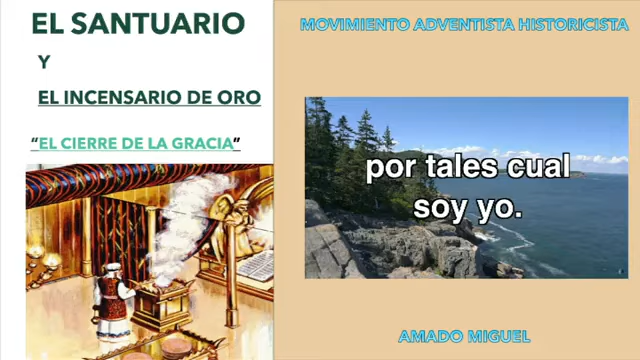 EL SANTUARIO
Y
EL INCENSARIO DE ORO
“EL CIERRE DE LA GRACIA”
MOVIMIENTO ADVENTISTA HISTORICISTA
por tales cual
soy yo.
AMADO MIGUEL